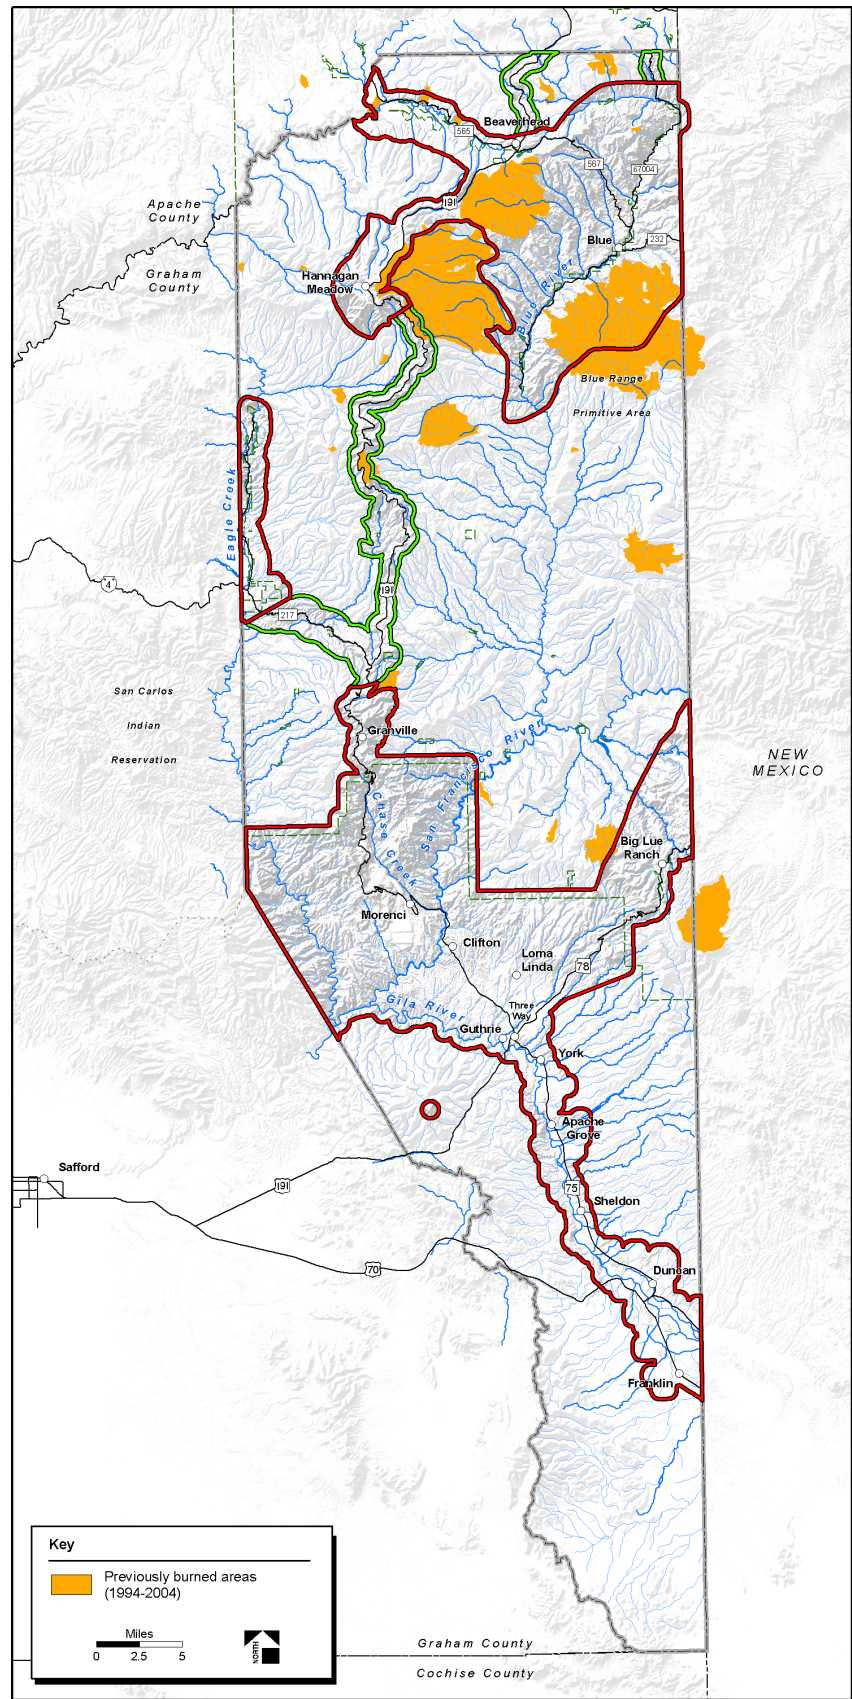 Beaverhead
565
567
67004
Apache
County
191
Blue
232
Graham
County
Hannagan
Meadow
Blue River
Blue Range
Primitive Area
Eagle Creek
4
191
217
San Carlos
Indian
Reservation
Granville
San Francisco River
NEW
MEXICO
Chase Creek
Big Lue
Ranch
Morenci
Clifton
Loma
Linda
78
Gila River
Three
Way
Guthrie
York
Apache
Grove
Safford
191
75
Sheldon
70
Duncan
Franklin
Key
Previously burned areas
(1994-2004)
Miles
0 2.5 5
NORTH
Graham County
Cochise County